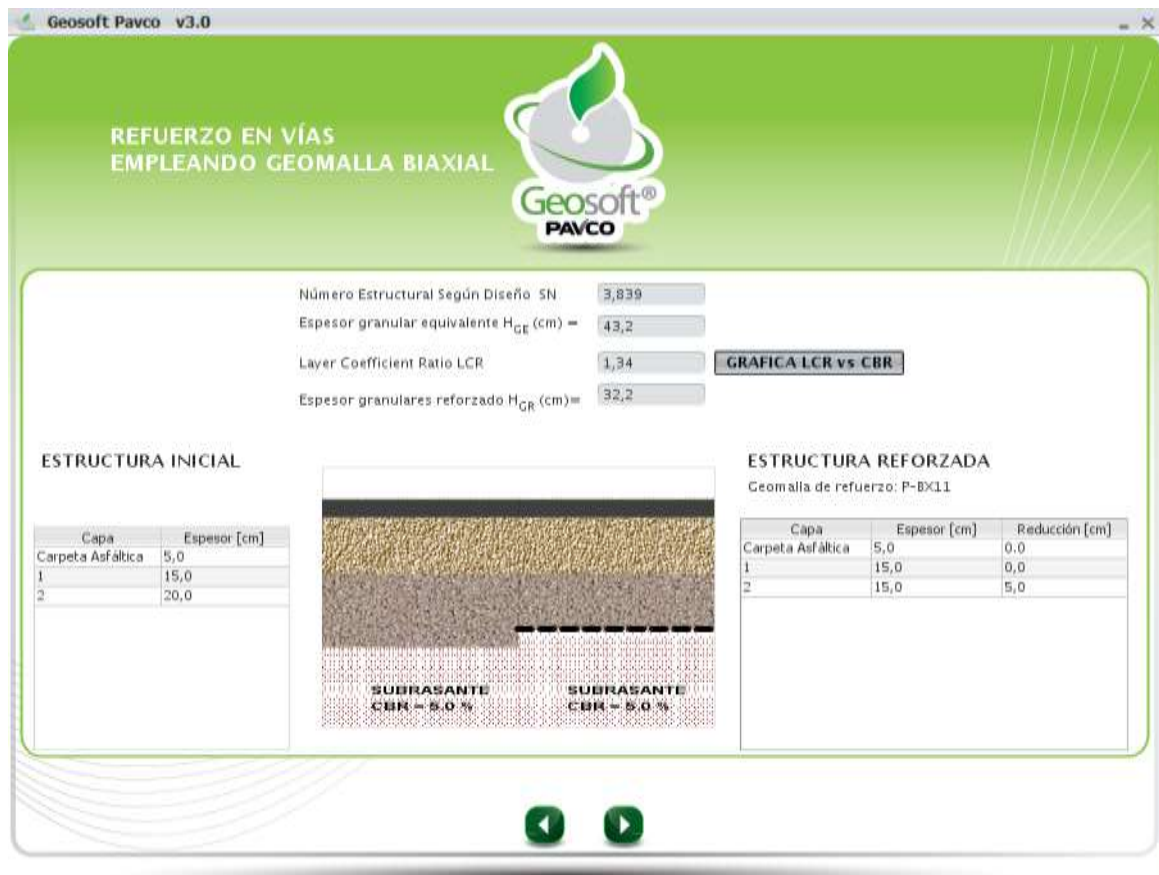 Geosoft Pavco v3.0
REFUERZO EN VÍAS
EMPLEANDO GEOMALLA BIAXIAL
Geosoft®
PAVCO
Número Estructural Según Diseño SN 3,839
Espesor granular equivalente HGE (cm) = 43,2
Layer Coefficient Ratio LCR 1,34 GRAFICA LCR vs CBR
Espesor granulares reforzado HGR (cm)= 32,2
ESTRUCTURA INICIAL
Capa Espesor [cm]
Carpeta Asfáltica 5,0
1 15,0
2 20,0
SUBRASANTE
CBR = 5.0 %
SUBRASANTE
CBR = 5.0 %
ESTRUCTURA REFORZADA
Geomalla de refuerzo: P-BX11
Capa Espesor [cm] Reducción [cm]
Carpeta Asfáltica 5,0 0.0
1 15,0 0,0
2 15,0 5,0